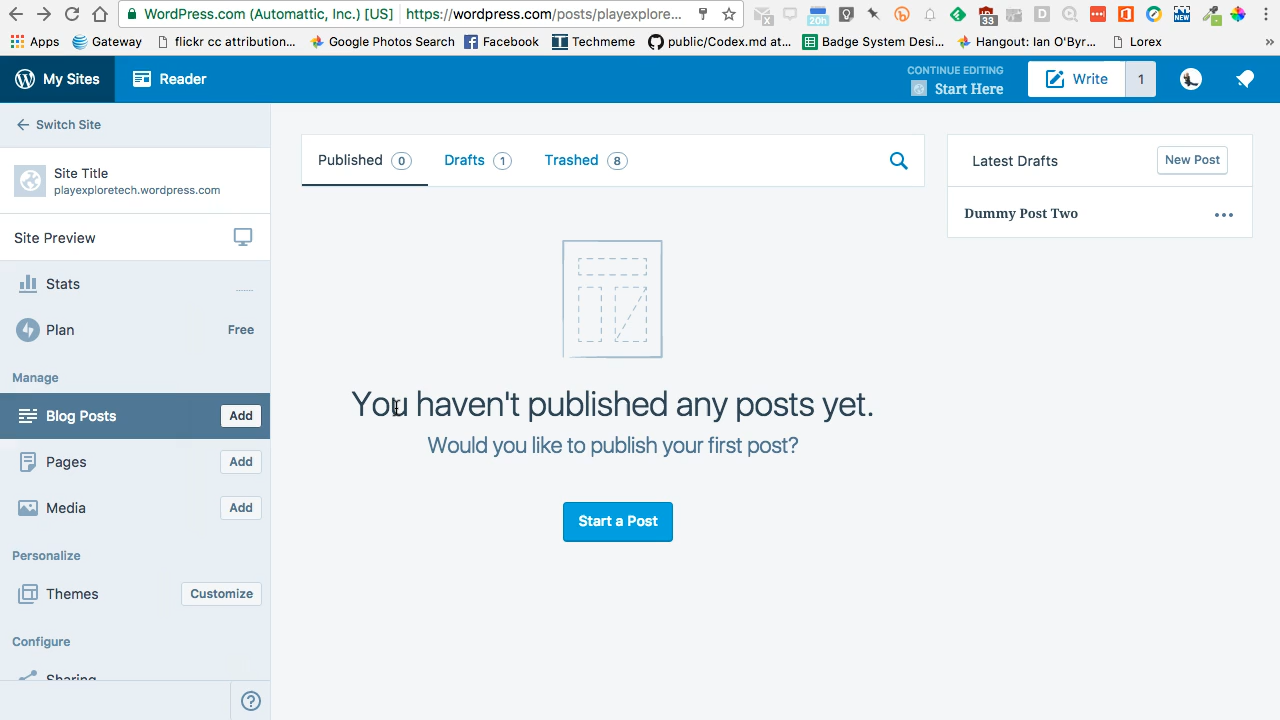 WordPress.com (Automattic, Inc.) [US] https://wordpress.com/posts/playexplore...
20h 33 NEW
Apps Gateway flickr cc attribution... Google Photos Search Facebook Techmeme public/Codex.md at... Badge System Desi... Hangout: Ian O'Byr... Lorex »
My Sites Reader
CONTINUE EDITING
Start Here
Write 1
Switch Site
Site Title
playexploretech.wordpress.com
Site Preview
Stats
Plan Free
Manage
Blog Posts Add
Pages Add
Media Add
Personalize
Themes Customize
Configure
Sharing
Published 0 Drafts 1 Trashed 8
You haven't published any posts yet.
Would you like to publish your first post?
Start a Post
Latest Drafts New Post
Dummy Post Two